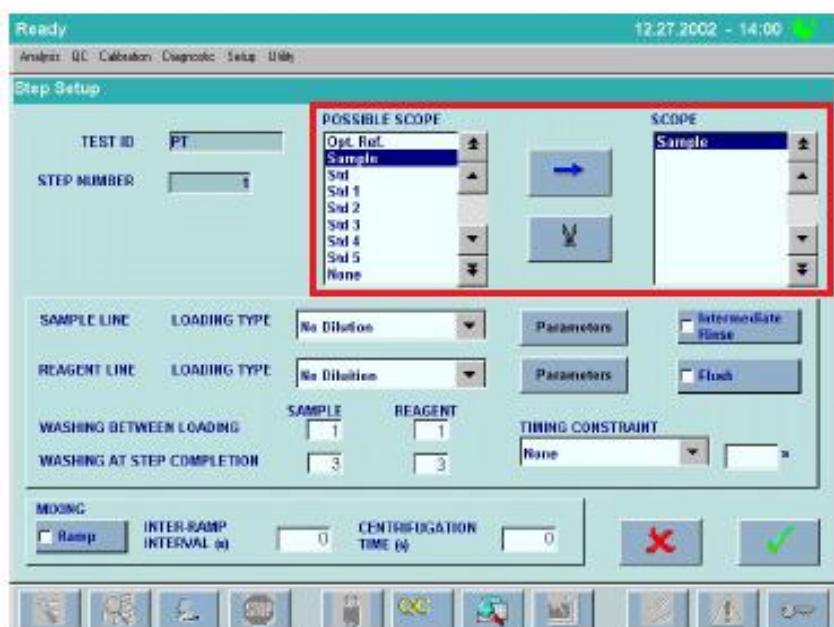 Ready 12.27.2002 - 14:00
Analysis QC Calibration Diagnostic Setup Utility
Step Setup
POSSIBLE SCOPE SCOPE
TEST ID PT
STEP NUMBER 1
Opt. Ref.
Sample
Std
Std 1
Std 2
Std 3
Std 4
Std 5
None
Sample
SAMPLE LINE LOADING TYPE No Dilution Parameters Intermediate Rinse
REAGENT LINE LOADING TYPE No Dilution Parameters Flush
SAMPLE REAGENT
WASHING BETWEEN LOADING 1 1
WASHING AT STEP COMPLETION 3 3
TIMING CONSTRAINT
None s
MIXING
Ramp
INTER-RAMP
INTERVAL (s) 0
CENTRIFUGATION
TIME (s) 0
STOP QC